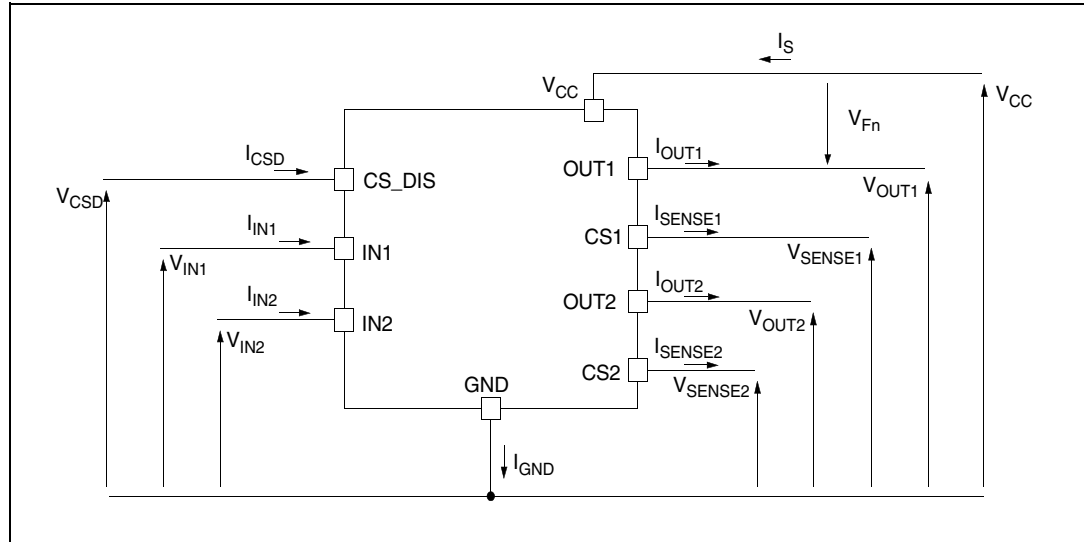 I_S
V_CC
V_CC
V_Fn
I_CSD
I_OUT1
OUT1
CS_DIS
V_CSD
V_OUT1
I_IN1
I_SENSE1
CS1
IN1
V_IN1
V_SENSE1
I_IN2
I_OUT2
OUT2
IN2
V_IN2
V_OUT2
I_SENSE2
CS2
GND
V_SENSE2
I_GND